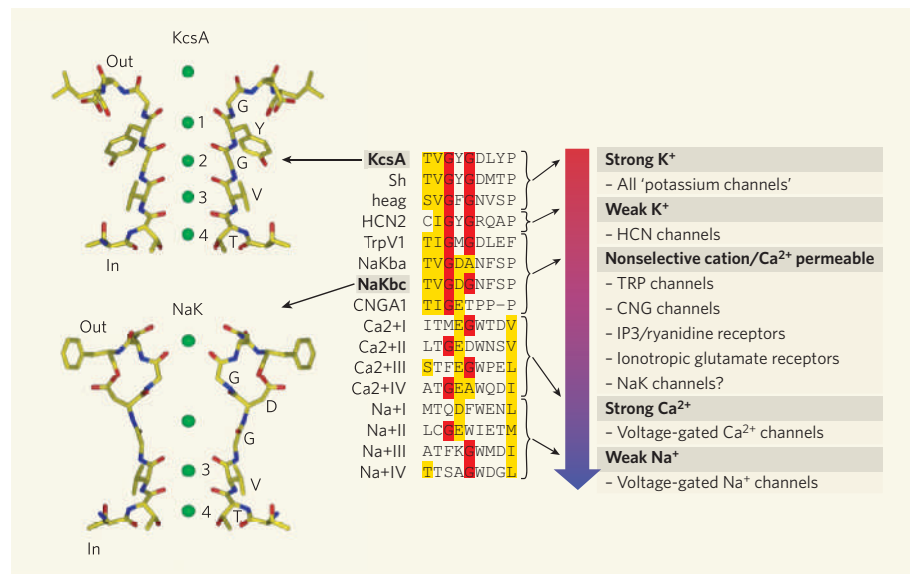 KcsA
Out
G
1
Y
2
G
3
V
4
T
In
NaK
Out
G
D
G
3
V
4
T
In
KcsA TVGYGDLYP
Sh TVGYGDMTP
heag SVGFGNVSP
HCN2 CIGYGRQAP
TrpV1 TIGMGDLEF
NaKba TVGDANFSP
NaKbc TVGDGNFSP
CNGA1 TIGETPP-P
Ca2+I ITMEGWTDV
Ca2+II LTGEDWNSV
Ca2+III STFEGWPEL
Ca2+IV ATGEAWQDI
Na+I MTQDFWENL
Na+II LCGEWIETM
Na+III ATFKGWMDI
Na+IV TTSAGWDGL
Strong K⁺
– All ‘potassium channels’
Weak K⁺
– HCN channels
Nonselective cation/Ca²⁺ permeable
– TRP channels
– CNG channels
– IP3/ryanidine receptors
– Ionotropic glutamate receptors
– NaK channels?
Strong Ca²⁺
– Voltage-gated Ca²⁺ channels
Weak Na⁺
– Voltage-gated Na⁺ channels